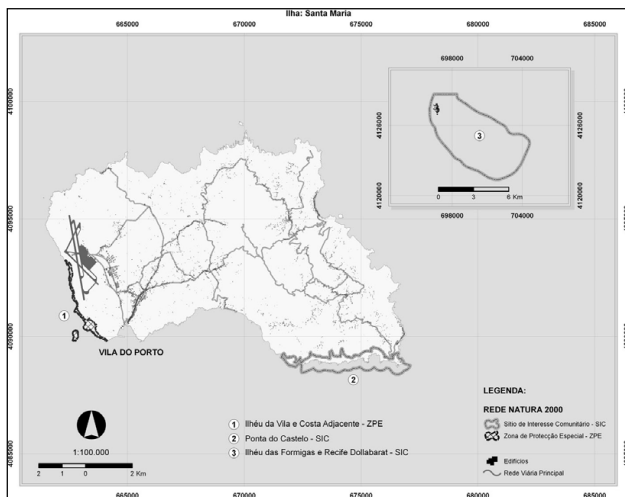 Ilha: Santa Maria
665000
670000
675000
680000
685000
698000
704000
4100000
4126000
4126000
3
4120000
4120000
0 3 6 Km
698000
704000
4095000
1
4090000
VILA DO PORTO
2
LEGENDA:
REDE NATURA 2000
Sítio de Interesse Comunitário - SIC
Zona de Protecção Especial - ZPE
Edifícios
Rede Viária Principal
1 Ilhéu da Vila e Costa Adjacente - ZPE
2 Ponta do Castelo - SIC
3 Ilhéu das Formigas e Recife Dollabarat - SIC
1:100.000
2 1 0 2 Km
4085000
665000
670000
675000
680000
685000